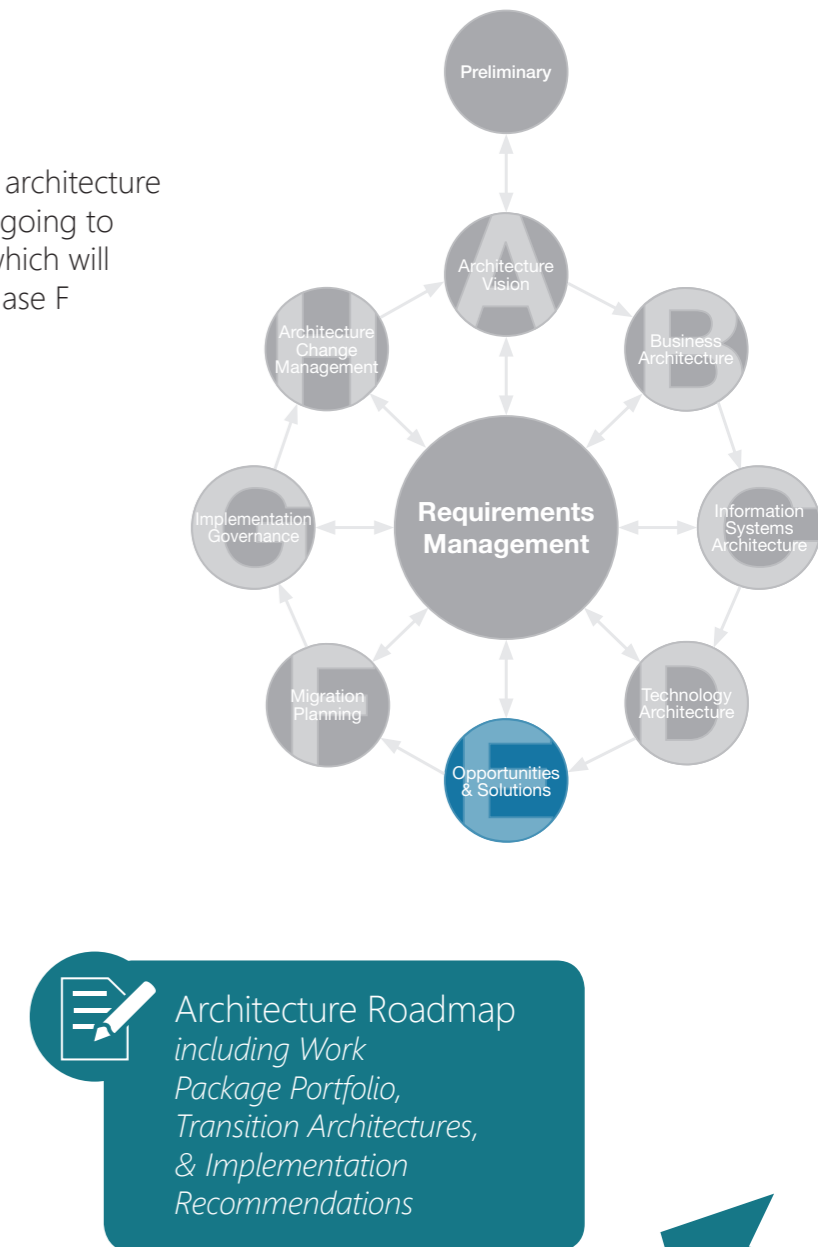 Preliminary
architecture
going to
which will
ase F
A
Architecture
Vision
H
Architecture
Change
Management
B
Business
Architecture
Requirements
Management
G
Implementation
Governance
C
Information
Systems
Architecture
F
Migration
Planning
D
Technology
Architecture
E
Opportunities
& Solutions
Architecture Roadmap
including Work
Package Portfolio,
Transition Architectures,
& Implementation
Recommendations